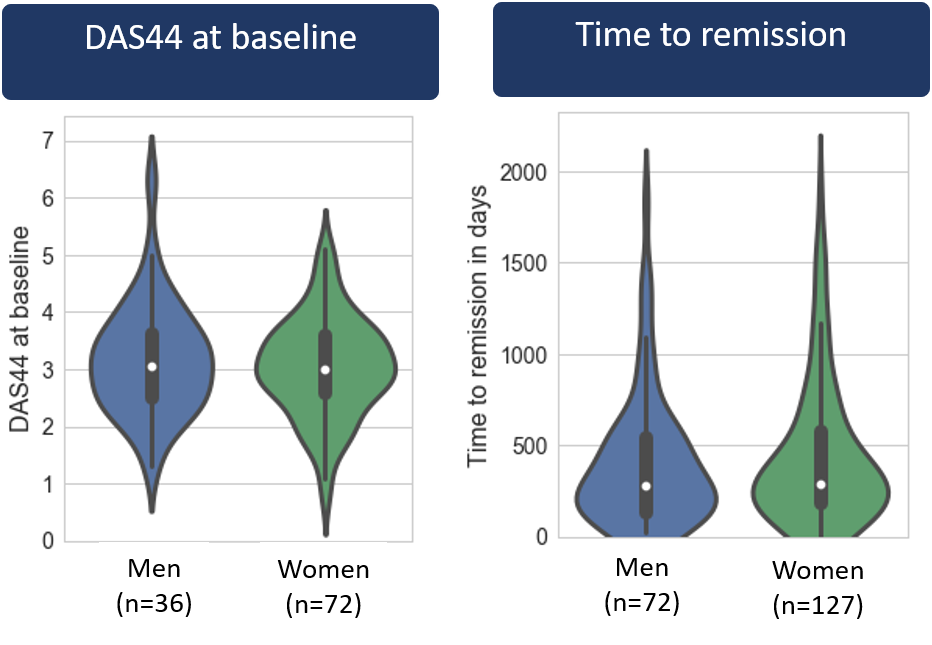 DAS44 at baseline
Time to remission
DAS44 at baseline
7
6
5
4
3
2
1
0
Men
(n=36)
Women
(n=72)
Time to remission in days
2000
1500
1000
500
0
Men
(n=72)
Women
(n=127)